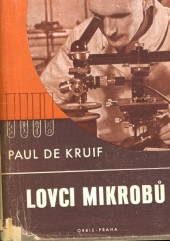 PAUL DE KRUIF
LOVCI MIKROBŮ
ORBIS-PRAHA